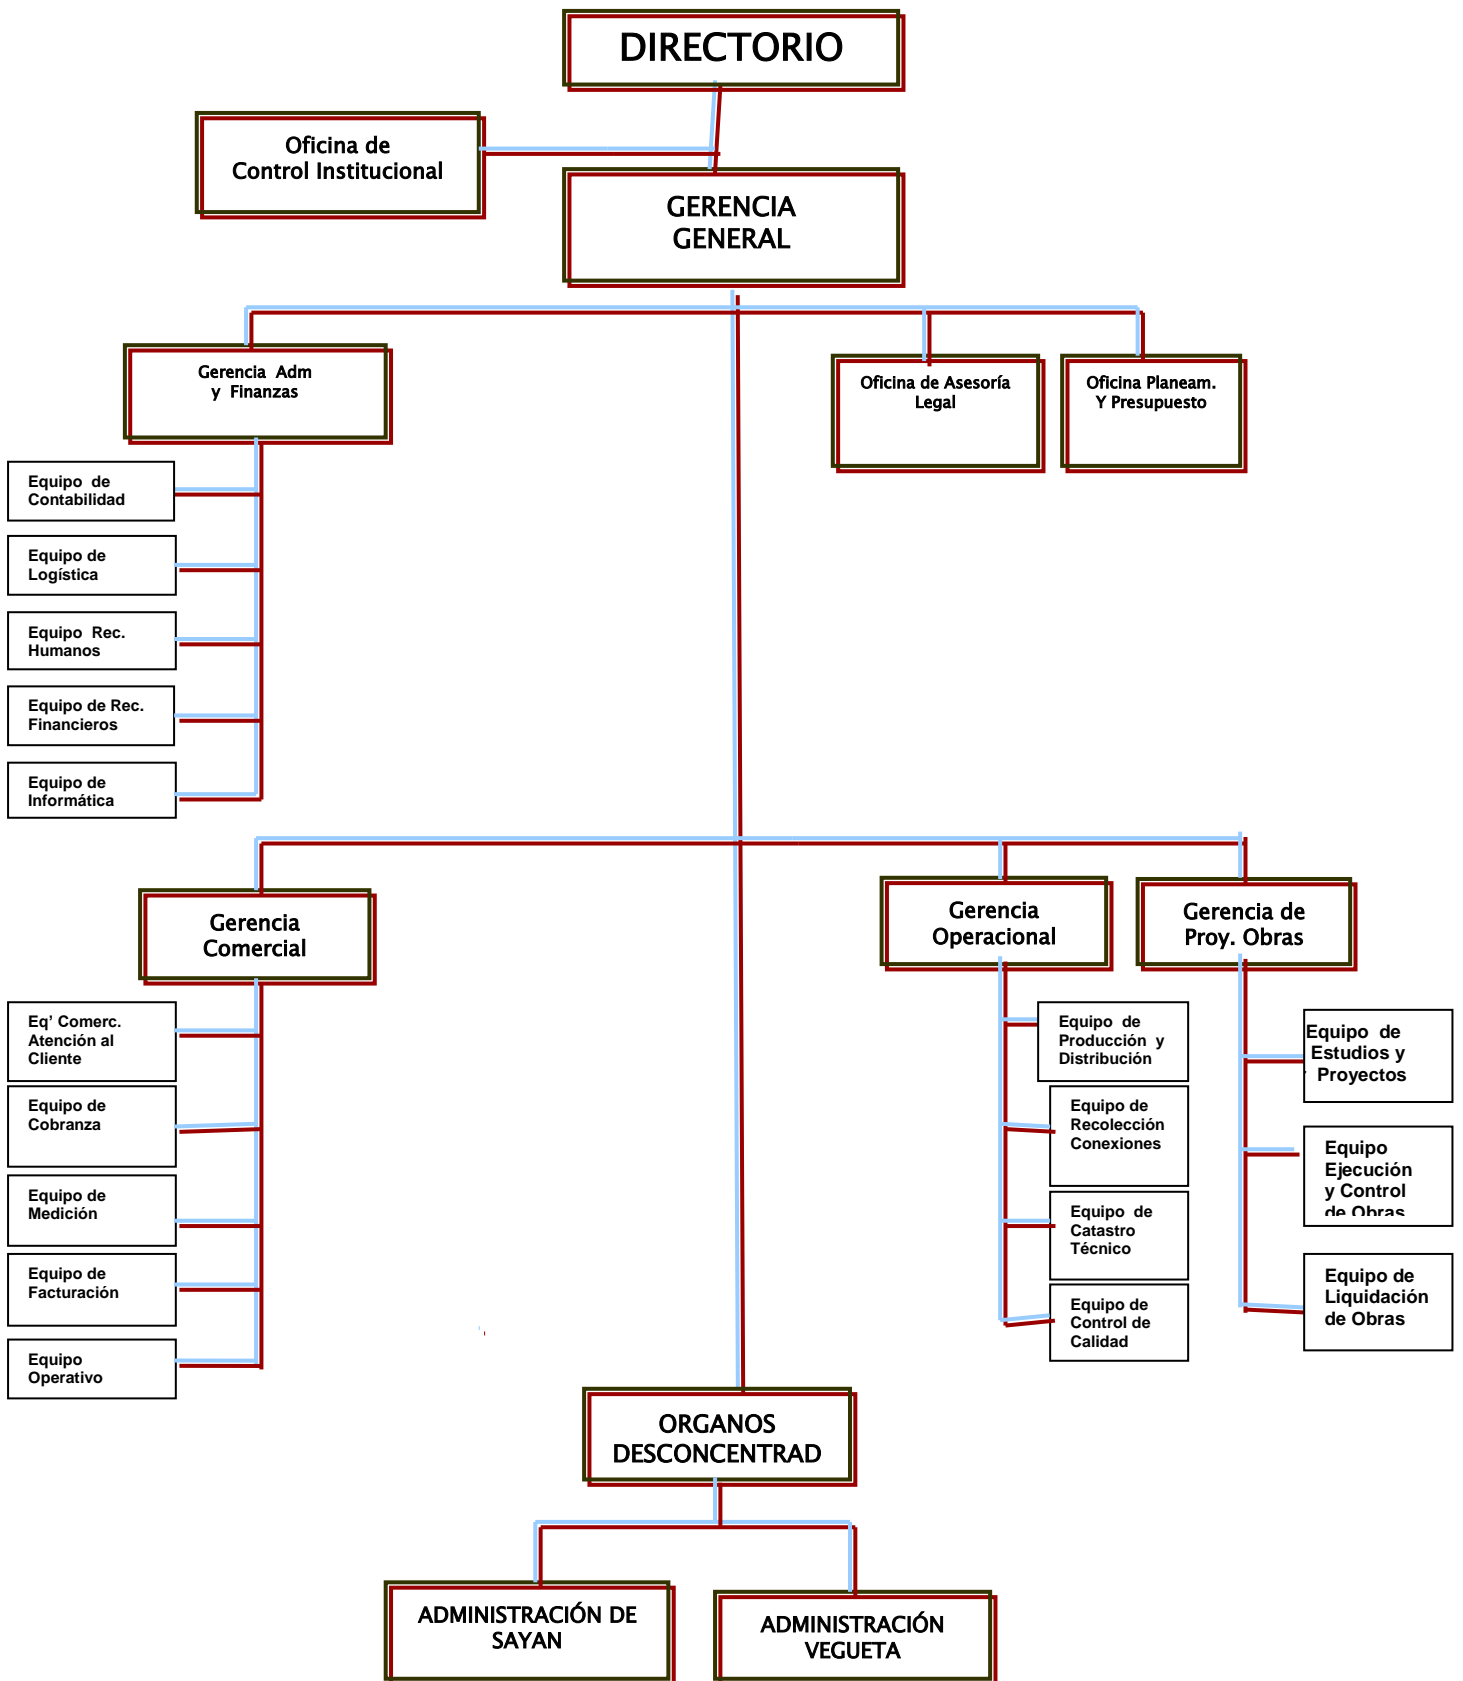 DIRECTORIO
Oficina de
Control Institucional
GERENCIA
GENERAL
Gerencia Adm
y Finanzas
Oficina de Asesoría
Legal
Oficina Planeam.
Y Presupuesto
Equipo de
Contabilidad
Equipo de
Logística
Equipo Rec.
Humanos
Equipo de Rec.
Financieros
Equipo de
Informática
Gerencia
Comercial
Gerencia
Operacional
Gerencia de
Proy. Obras
Eq’ Comerc.
Atención al
Cliente
Equipo de
Cobranza
Equipo de
Medición
Equipo de
Facturación
Equipo
Operativo
Equipo de
Producción y
Distribución
Equipo de
Recolección
Conexiones
Equipo de
Catastro
Técnico
Equipo de
Control de
Calidad
Equipo de
Estudios y
Proyectos
Equipo
Ejecución
y Control
de Obras
Equipo de
Liquidación
de Obras
ORGANOS
DESCONCENTRAD
ADMINISTRACIÓN DE
SAYAN
ADMINISTRACIÓN
VEGUETA